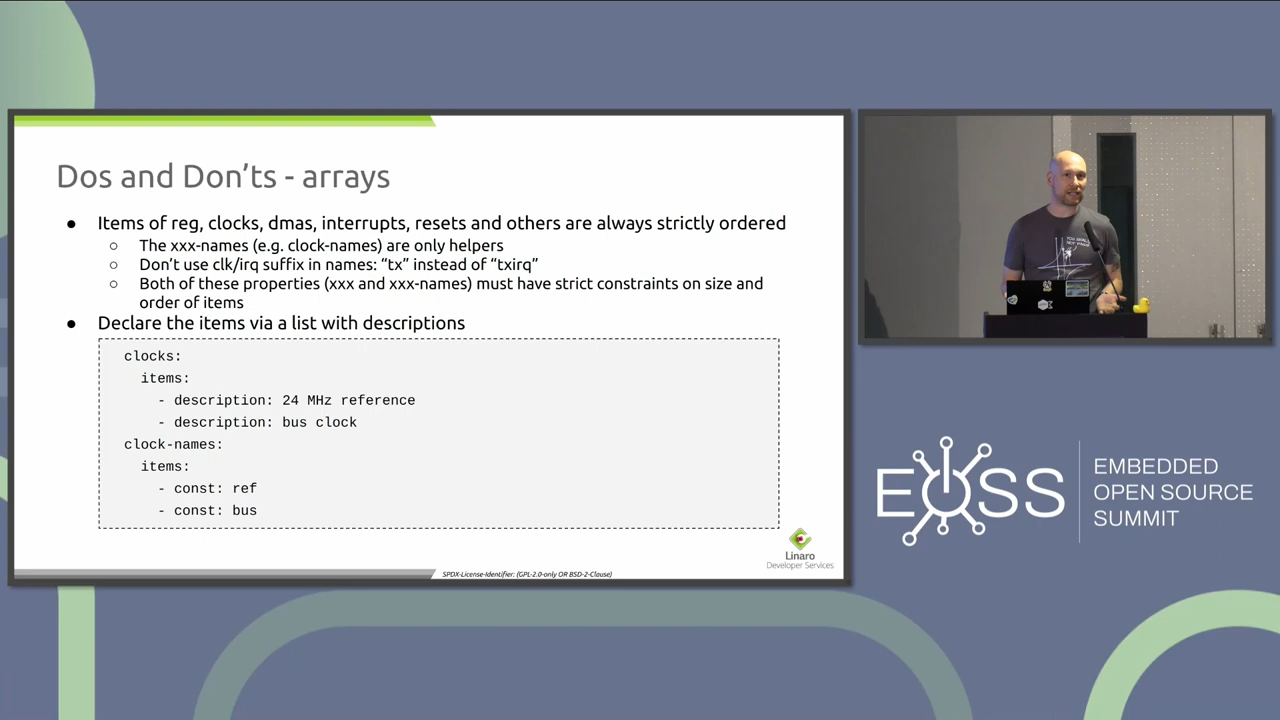 Dos and Don'ts - arrays
● Items of reg, clocks, dmas, interrupts, resets and others are always strictly ordered
○ The xxx-names (e.g. clock-names) are only helpers
○ Don't use clk/irq suffix in names: “tx” instead of “txirq”
○ Both of these properties (xxx and xxx-names) must have strict constraints on size and
order of items
● Declare the items via a list with descriptions
clocks:
items:
- description: 24 MHz reference
- description: bus clock
clock-names:
items:
- const: ref
- const: bus
Linaro
Developer Services
SPDX-License-Identifier: (GPL-2.0-only OR BSD-2-Clause)
EOSS
EMBEDDED
OPEN SOURCE
SUMMIT